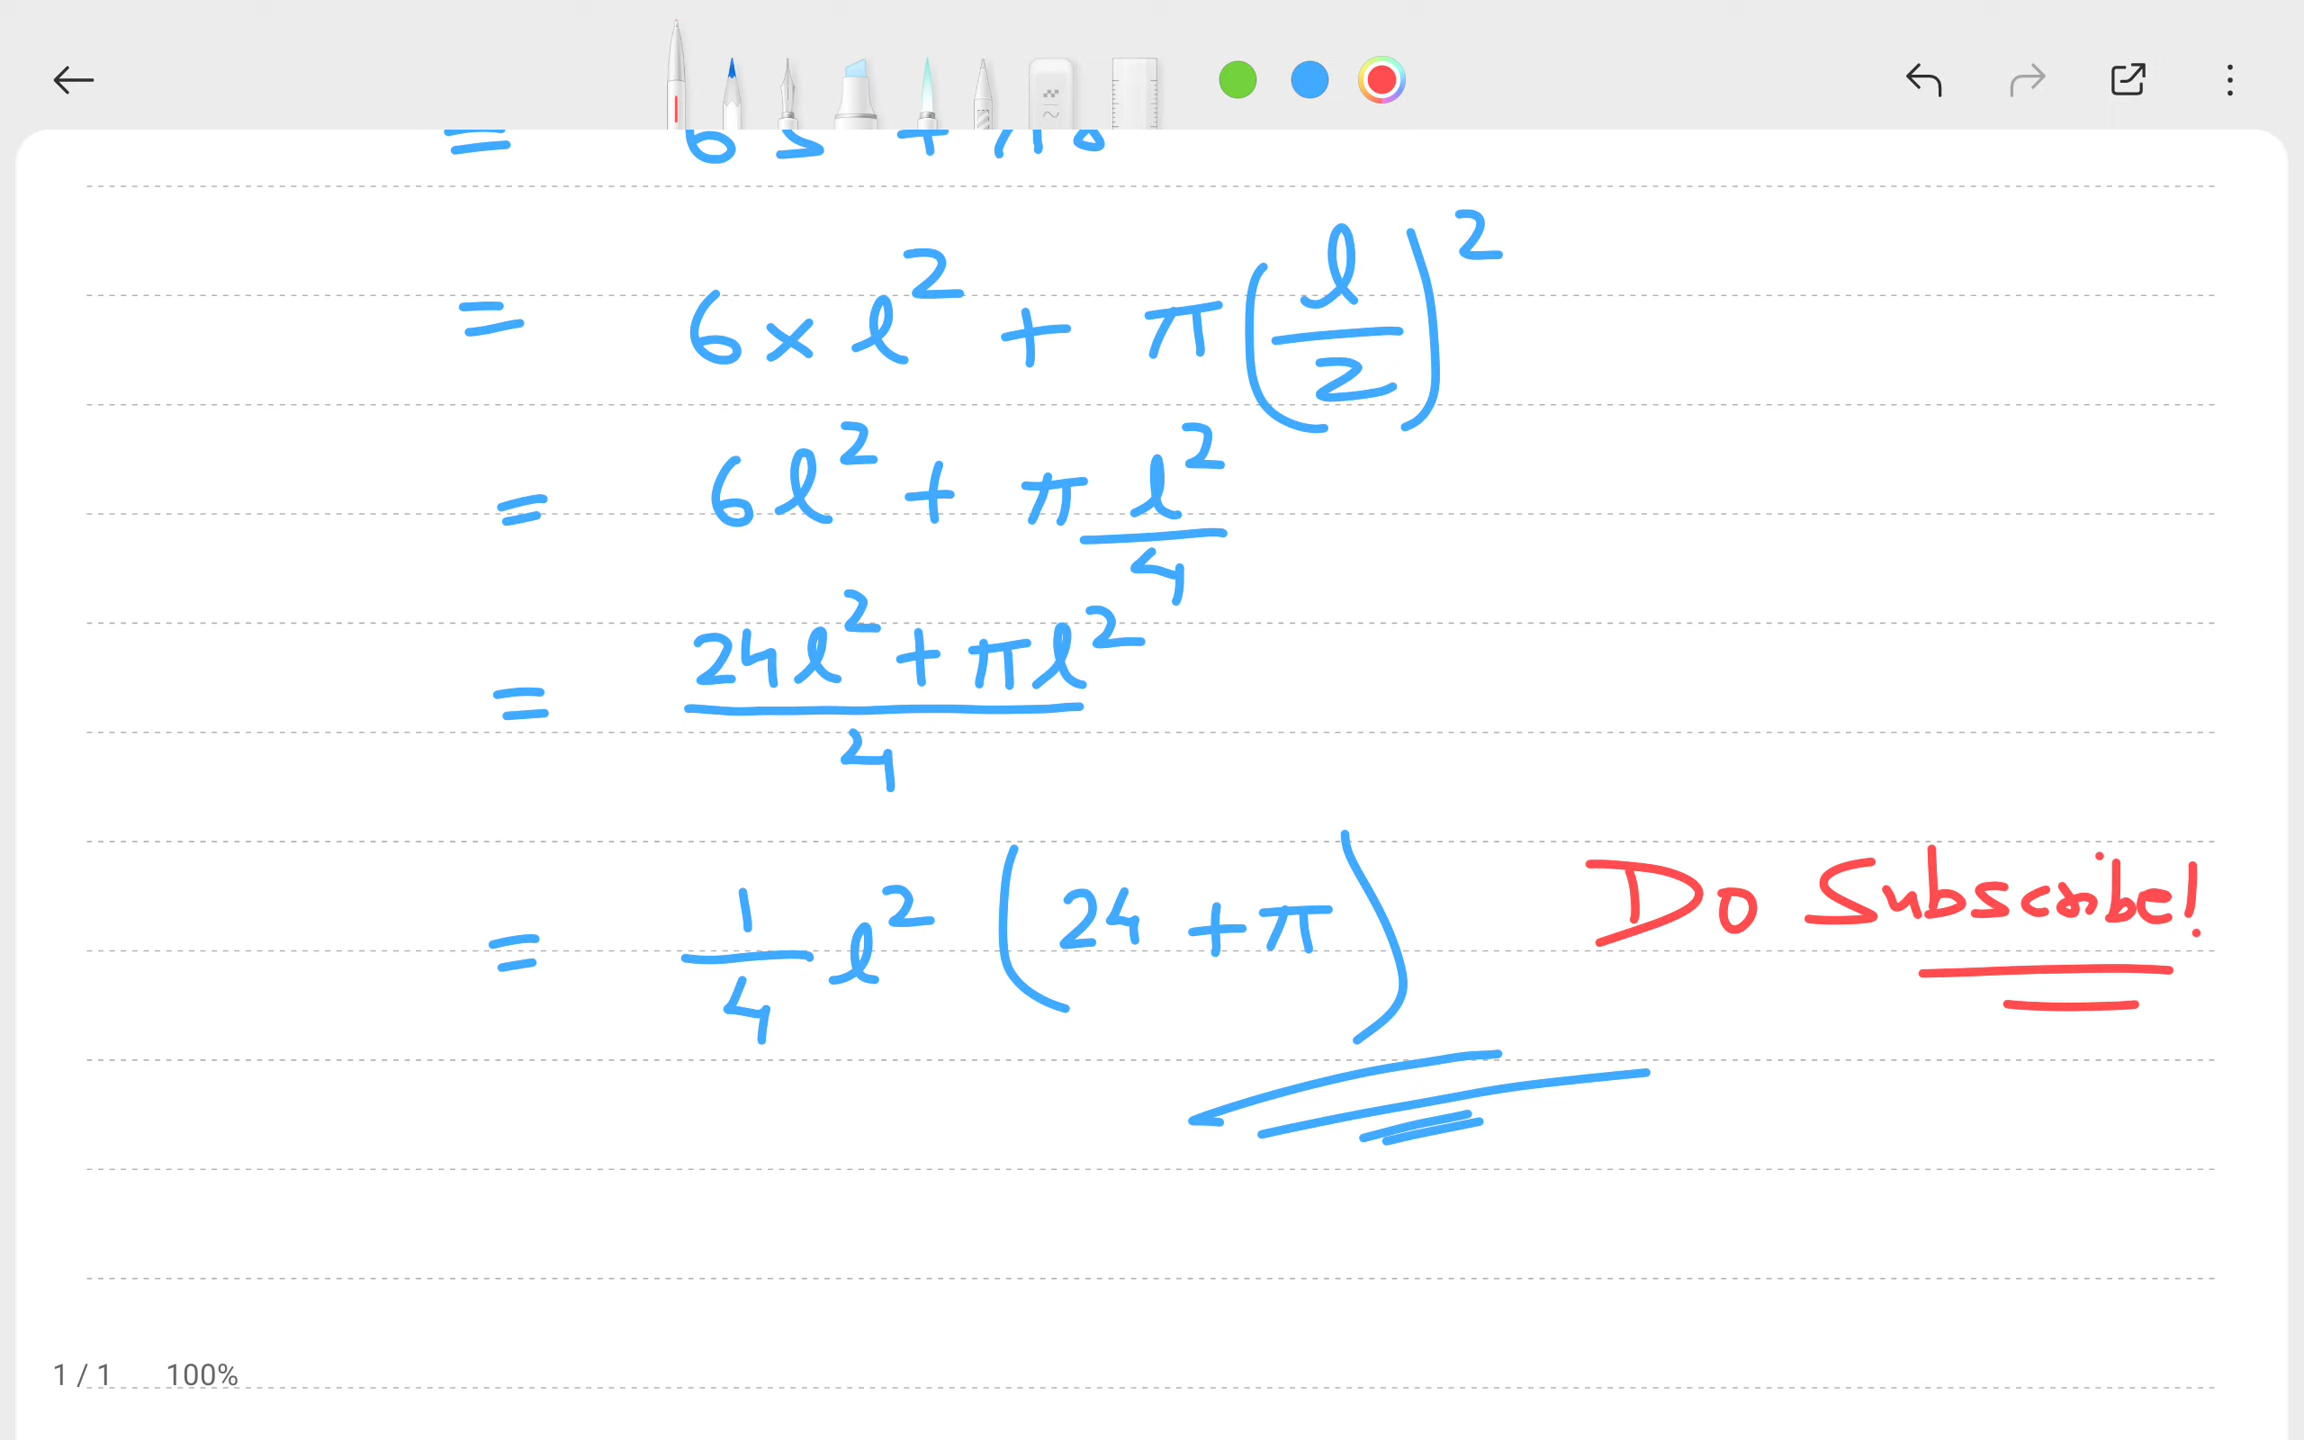 = 6 × l² + π (l/2)²
= 6l² + π l²/4
= 24l² + πl² / 4
= 1/4 l² (24 + π)
Do Subscribe!
1 / 1 100%